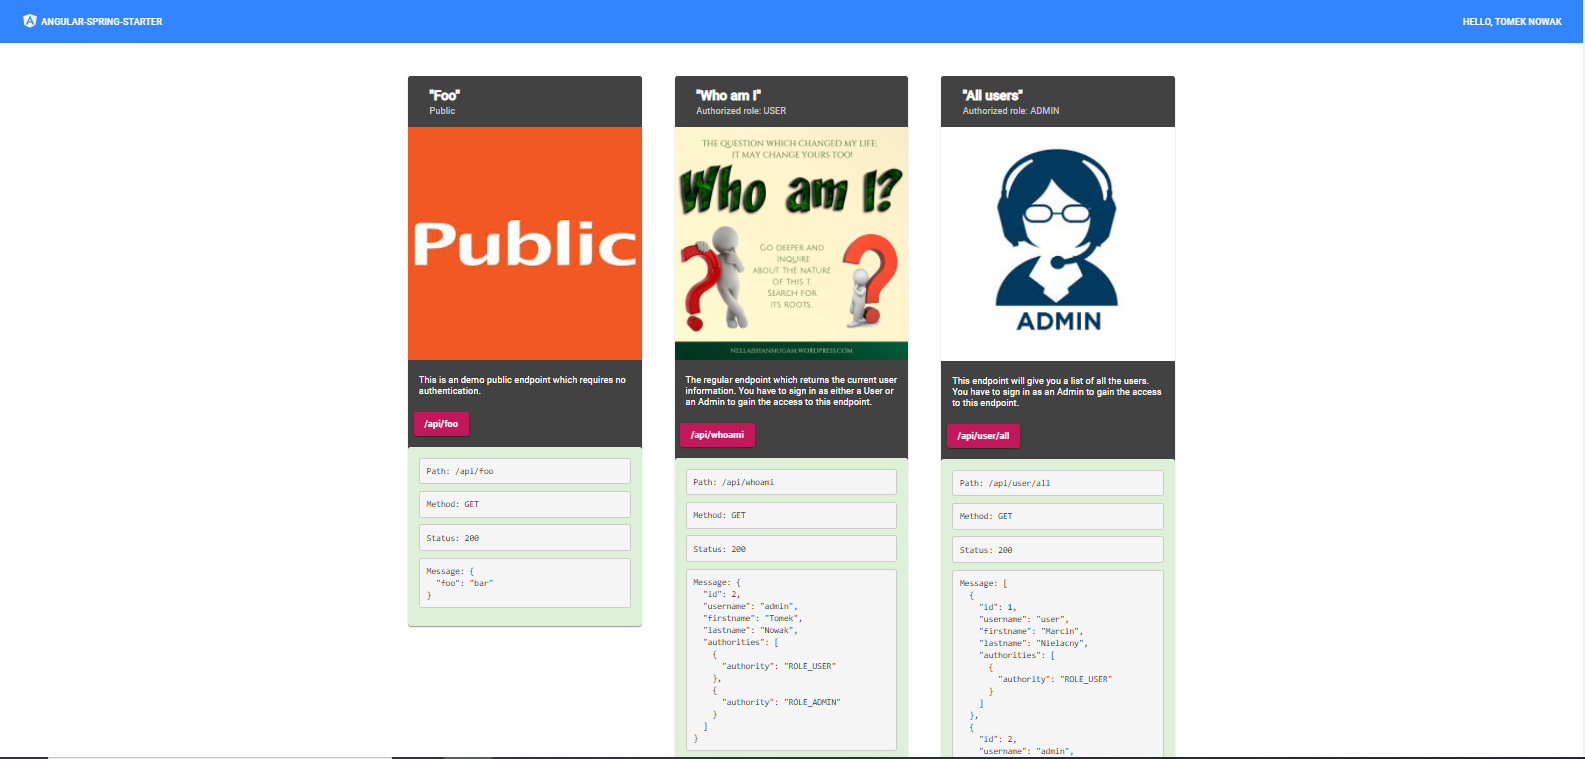 ANGULAR-SPRING-STARTER
HELLO, TOMEK NOWAK
"Foo"
Public
Public
This is an demo public endpoint which requires no
authentication.
/api/foo
Path: /api/foo
Method: GET
Status: 200
Message: {
"foo": "bar"
}
"Who am I"
Authorized role: USER
THE QUESTION WHICH CHANGED MY LIFE;
IT MAY CHANGE YOURS TOO!
Who am I?
GO DEEPER AND
INQUIRE
ABOUT THE NATURE
OF THIS 'I'.
SEARCH FOR
ITS ROOTS.
NELLAISHANMUGAM.WORDPRESS.COM
The regular endpoint which returns the current user
information. You have to sign in as either a User or
an Admin to gain the access to this endpoint.
/api/whoami
Path: /api/whoami
Method: GET
Status: 200
Message: {
"id": 2,
"username": "admin",
"firstname": "Tomek",
"lastname": "Nowak",
"authorities": [
{
"authority": "ROLE_USER"
},
{
"authority": "ROLE_ADMIN"
}
]
}
"All users"
Authorized role: ADMIN
ADMIN
This endpoint will give you a list of all the users.
You have to sign in as an Admin to gain the access
to this endpoint.
/api/user/all
Path: /api/user/all
Method: GET
Status: 200
Message: [
{
"id": 1,
"username": "user",
"firstname": "Marcin",
"lastname": "Nielacny",
"authorities": [
{
"authority": "ROLE_USER"
}
]
},
{
"id": 2,
"username": "admin",